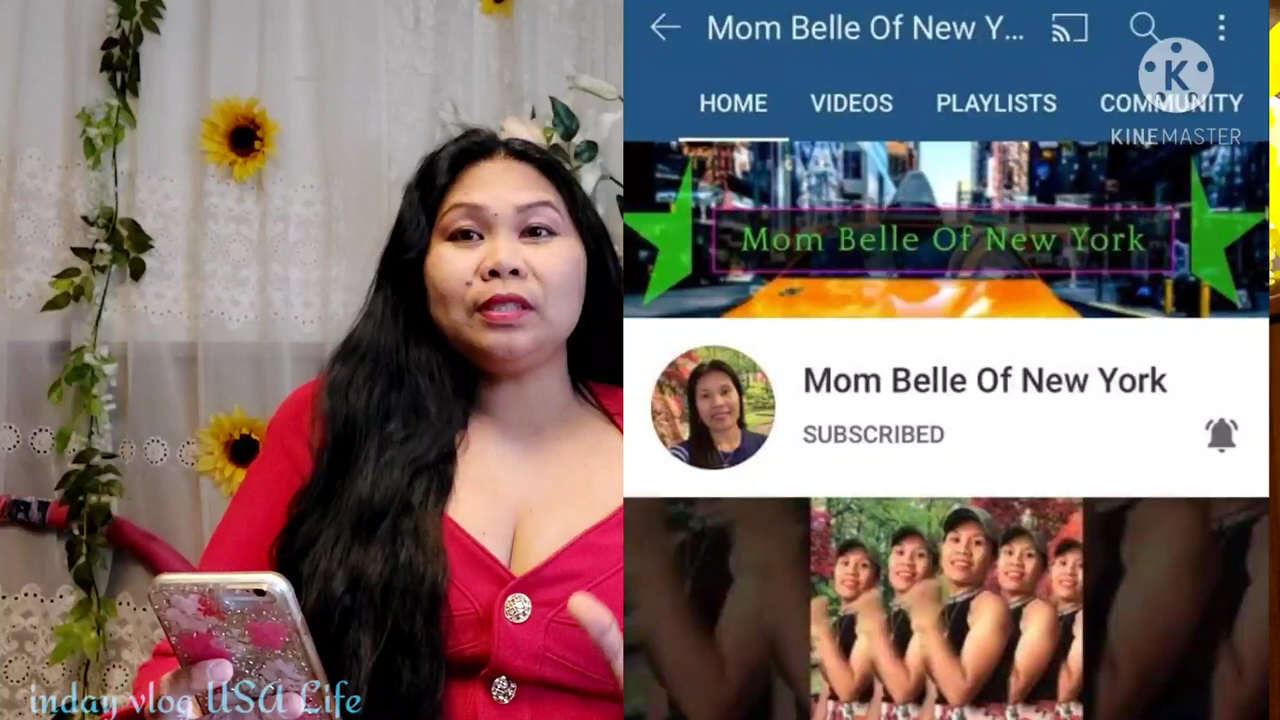 Mom Belle Of New Y...
HOME VIDEOS PLAYLISTS COMMUNITY
K
KINEMASTER
Mom Belle Of New York
Mom Belle Of New York
SUBSCRIBED
inday vlog USA Life